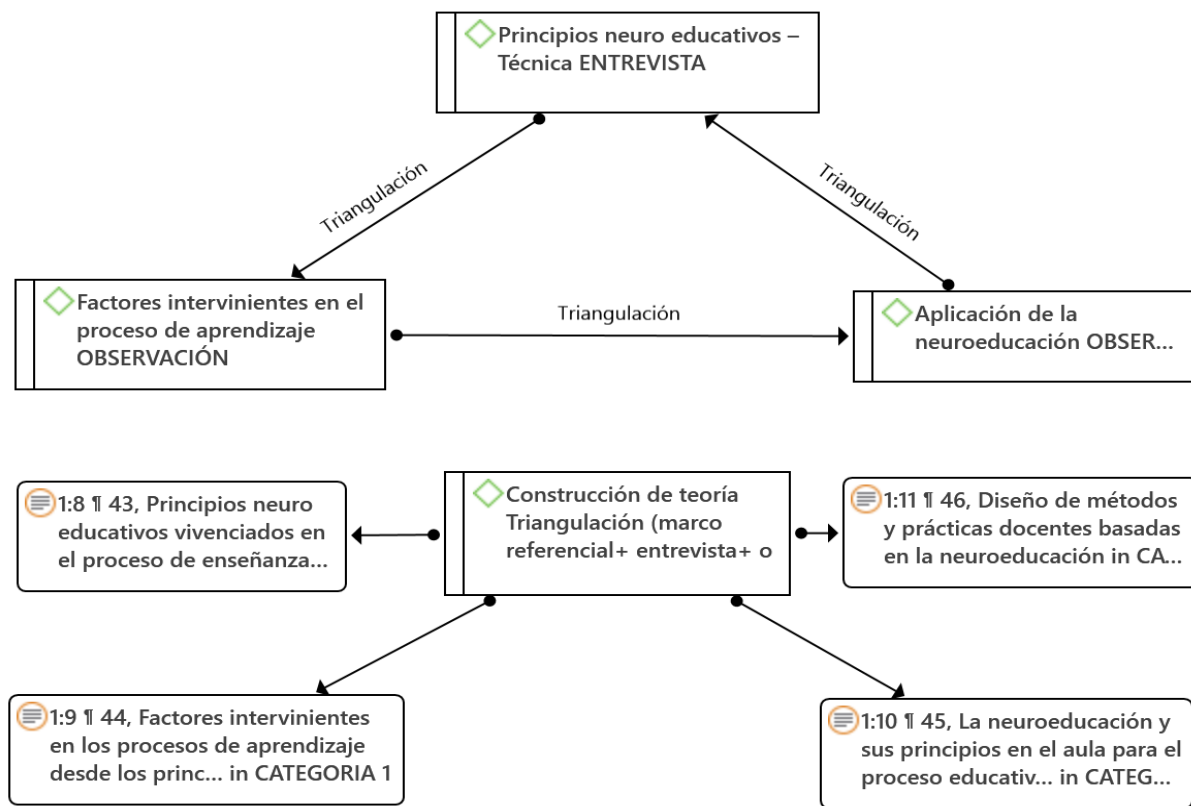 Principios neuro educativos –
Técnica ENTREVISTA
Triangulación
Triangulación
Factores intervinientes en el
proceso de aprendizaje
OBSERVACIÓN
Triangulación
Aplicación de la
neuroeducación OBSER...
1:8 ¶ 43, Principios neuro
educativos vivenciados en
el proceso de enseñanza...
Construcción de teoría
Triangulación (marco
referencial+ entrevista+ o
1:11 ¶ 46, Diseño de métodos
y prácticas docentes basadas
en la neuroeducación in CA...
1:9 ¶ 44, Factores intervinientes
en los procesos de aprendizaje
desde los princ... in CATEGORIA 1
1:10 ¶ 45, La neuroeducación y
sus principios en el aula para el
proceso educativ... in CATEG...